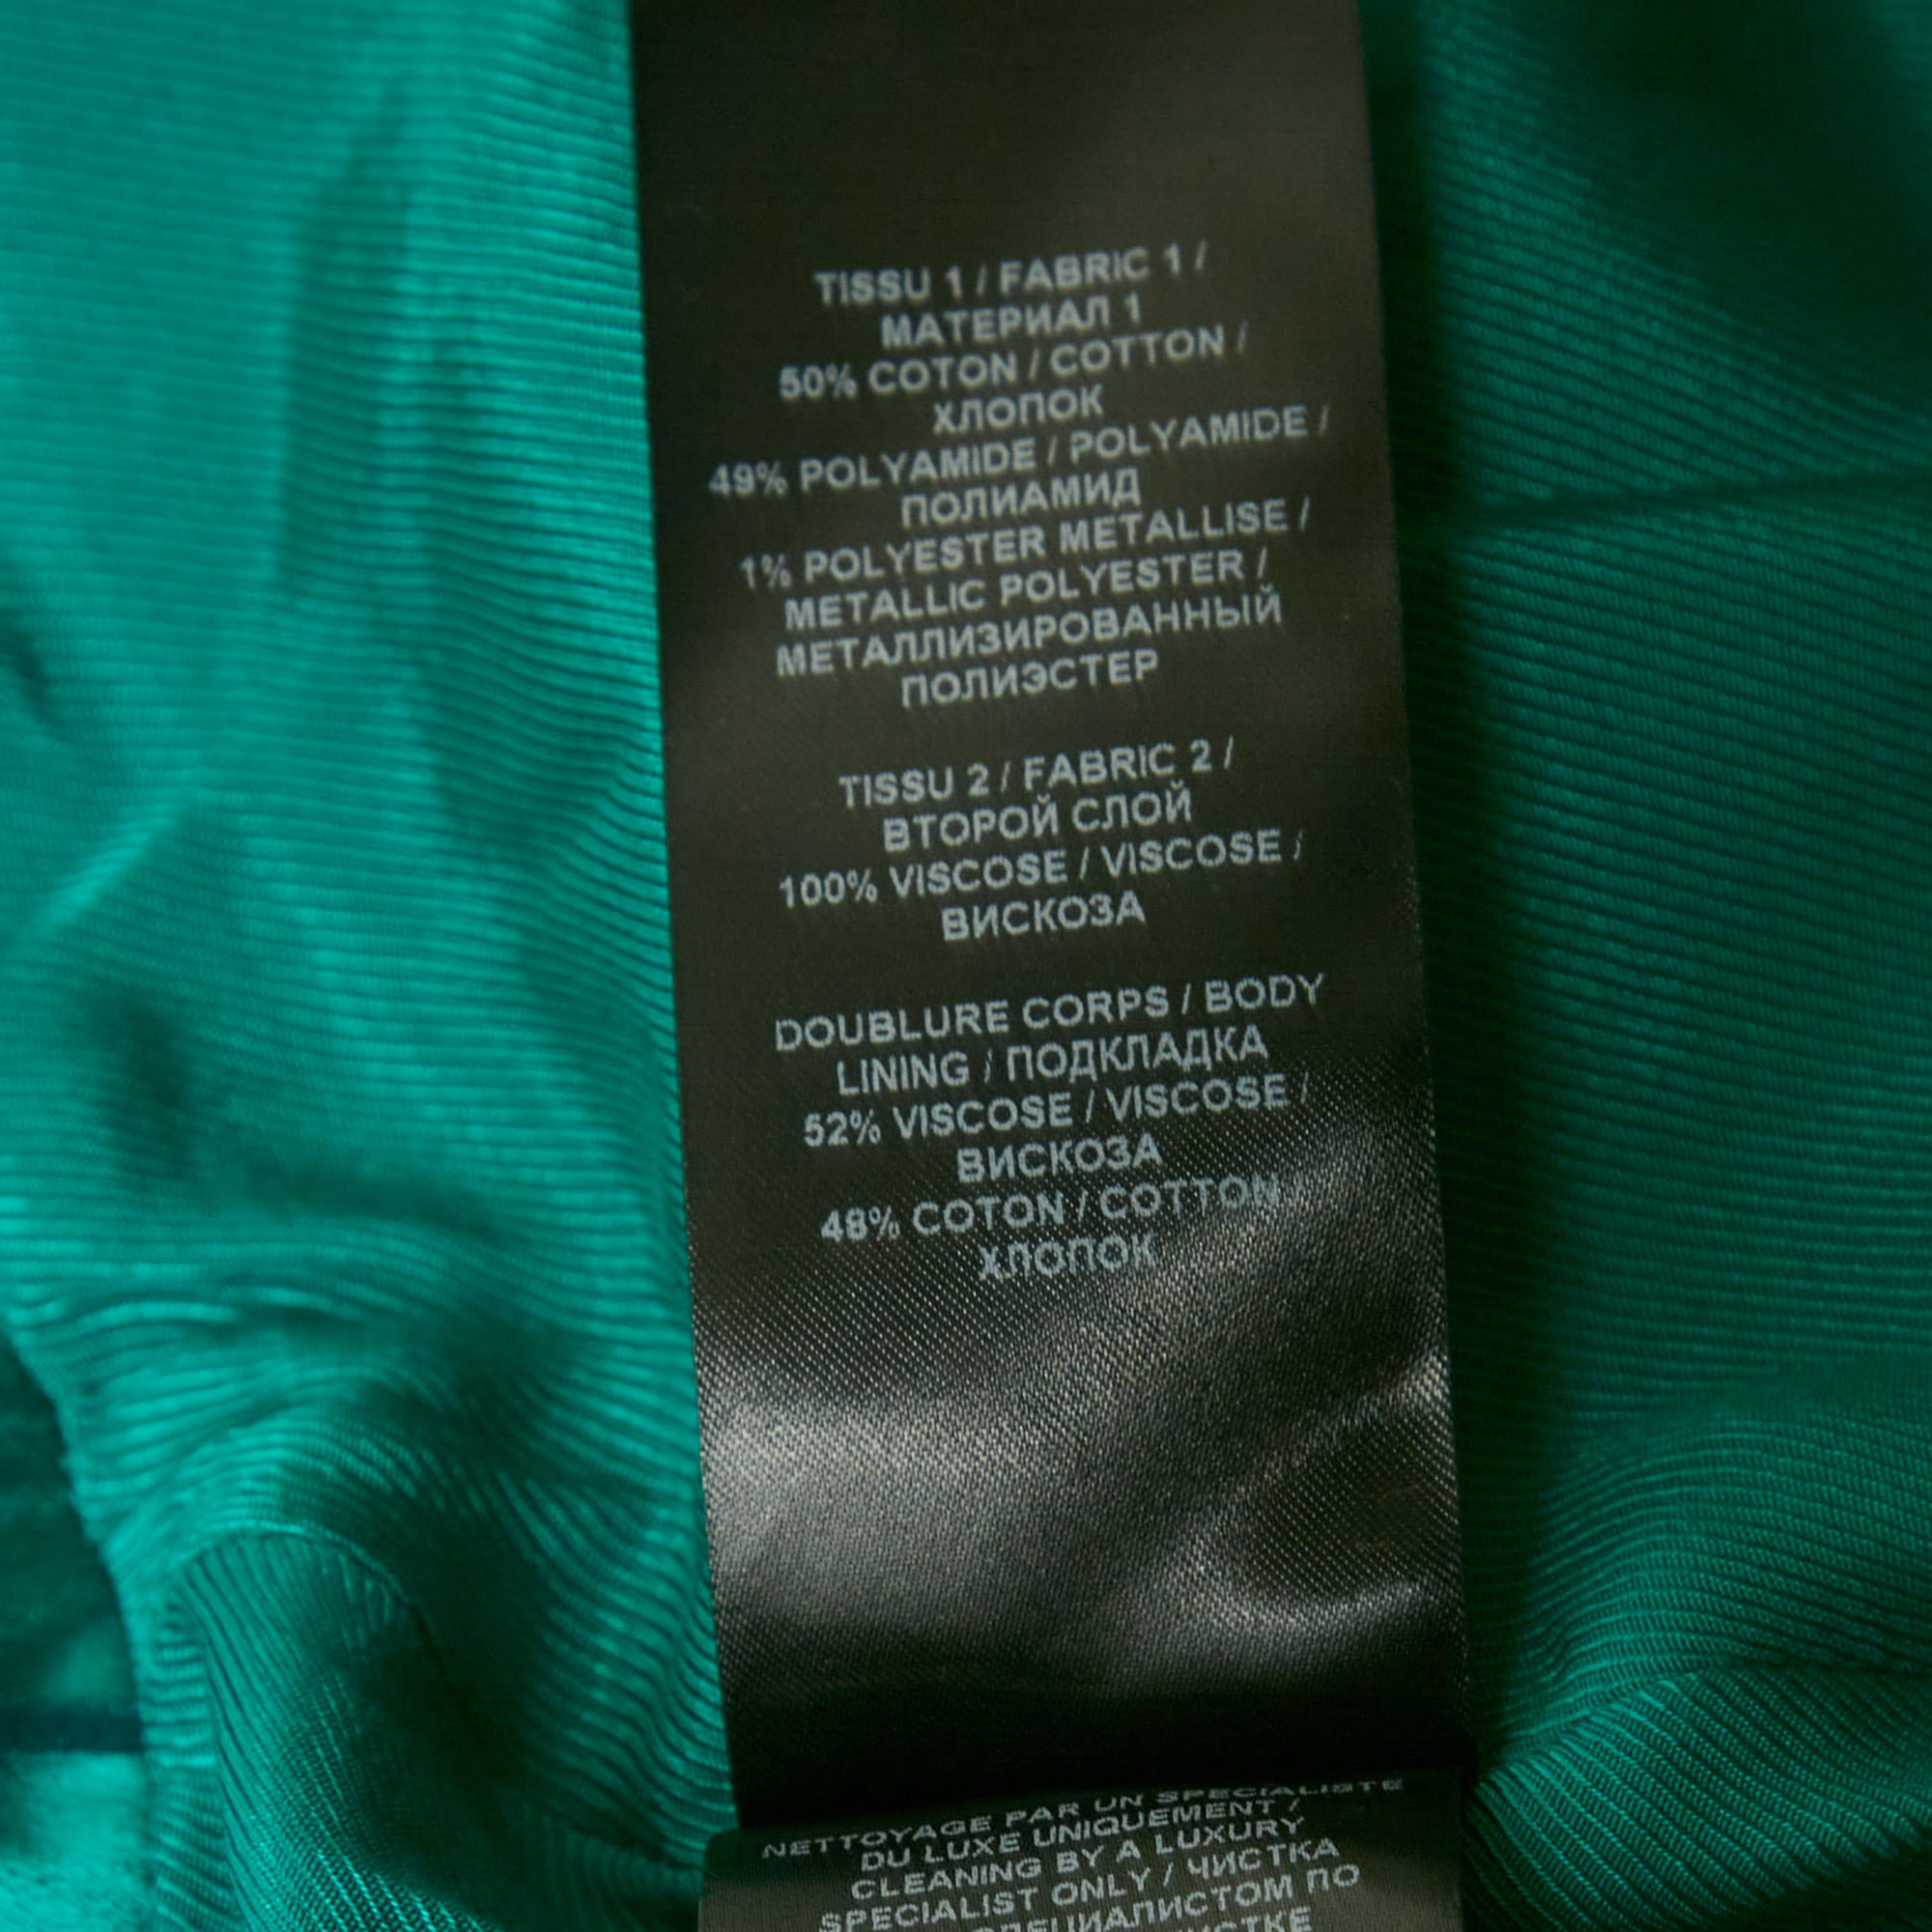 TISSU 1 / FABRIC 1 /
МАТЕРИАЛ 1
50% COTON / COTTON /
ХЛОПОК
49% POLYAMIDE / POLYAMIDE /
ПОЛИАМИД
1% POLYESTER METALLISE /
METALLIC POLYESTER /
МЕТАЛЛИЗИРОВАННЫЙ
ПОЛИЭСТЕР
TISSU 2 / FABRIC 2 /
ВТОРОЙ СЛОЙ
100% VISCOSE / VISCOSE /
ВИСКОЗА
DOUBLURE CORPS / BODY
LINING / ПОДКЛАДКА
52% VISCOSE / VISCOSE /
ВИСКОЗА
48% COTON / COTTON /
ХЛОПОК
NETTOYAGE PAR UN SPECIALISTE
DU LUXE UNIQUEMENT /
CLEANING BY A LUXURY
SPECIALIST ONLY / ЧИСТКА
СПЕЦИАЛИСТОМ ПО